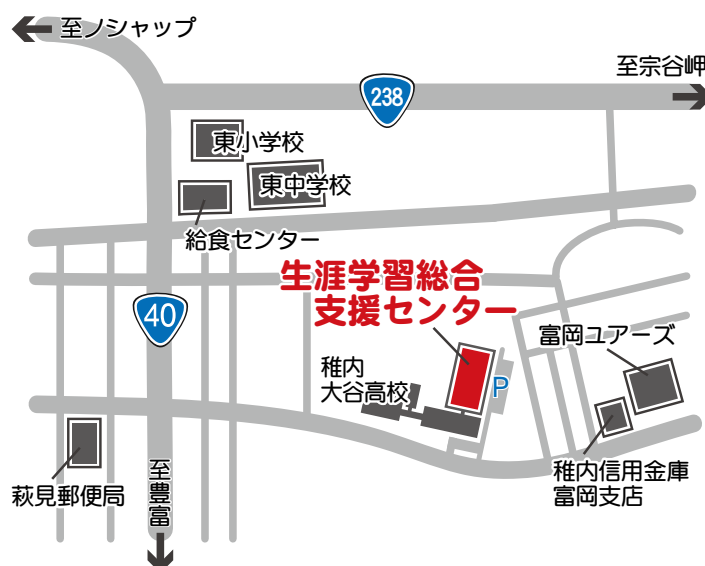 至ノシャップ
至宗谷岬
238
東小学校
東中学校
給食センター
生涯学習総合
支援センター
40
富岡ユアーズ
稚内
大谷高校
P
萩見郵便局
至豊富
稚内信用金庫
富岡支店